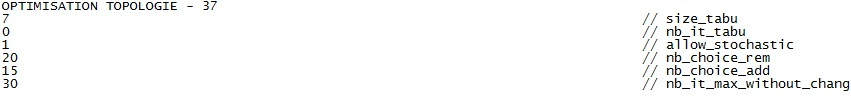 OPTIMISATION TOPOLOGIE - 37
7 // size_tabu
0 // nb_it_tabu
1 // allow_stochastic
20 // nb_choice_rem
15 // nb_choice_add
30 // nb_it_max_without_chang